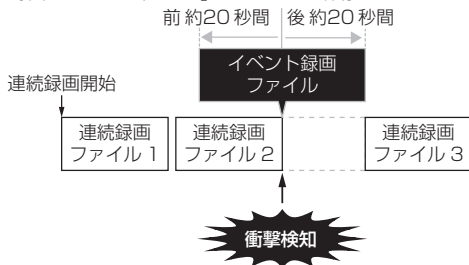 前 約20 秒間
後 約20 秒間
イベント録画
ファイル
連続録画開始
連続録画
ファイル 1
連続録画
ファイル 2
連続録画
ファイル 3
衝撃検知